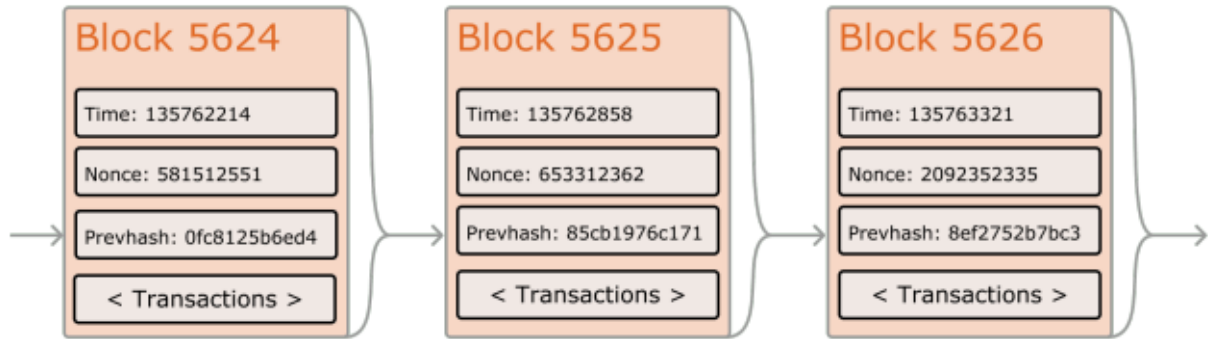 Block 5624
Time: 135762214
Nonce: 581512551
Prevhash: 0fc8125b6ed4
< Transactions >
Block 5625
Time: 135762858
Nonce: 653312362
Prevhash: 85cb1976c171
< Transactions >
Block 5626
Time: 135763321
Nonce: 2092352335
Prevhash: 8ef2752b7bc3
< Transactions >